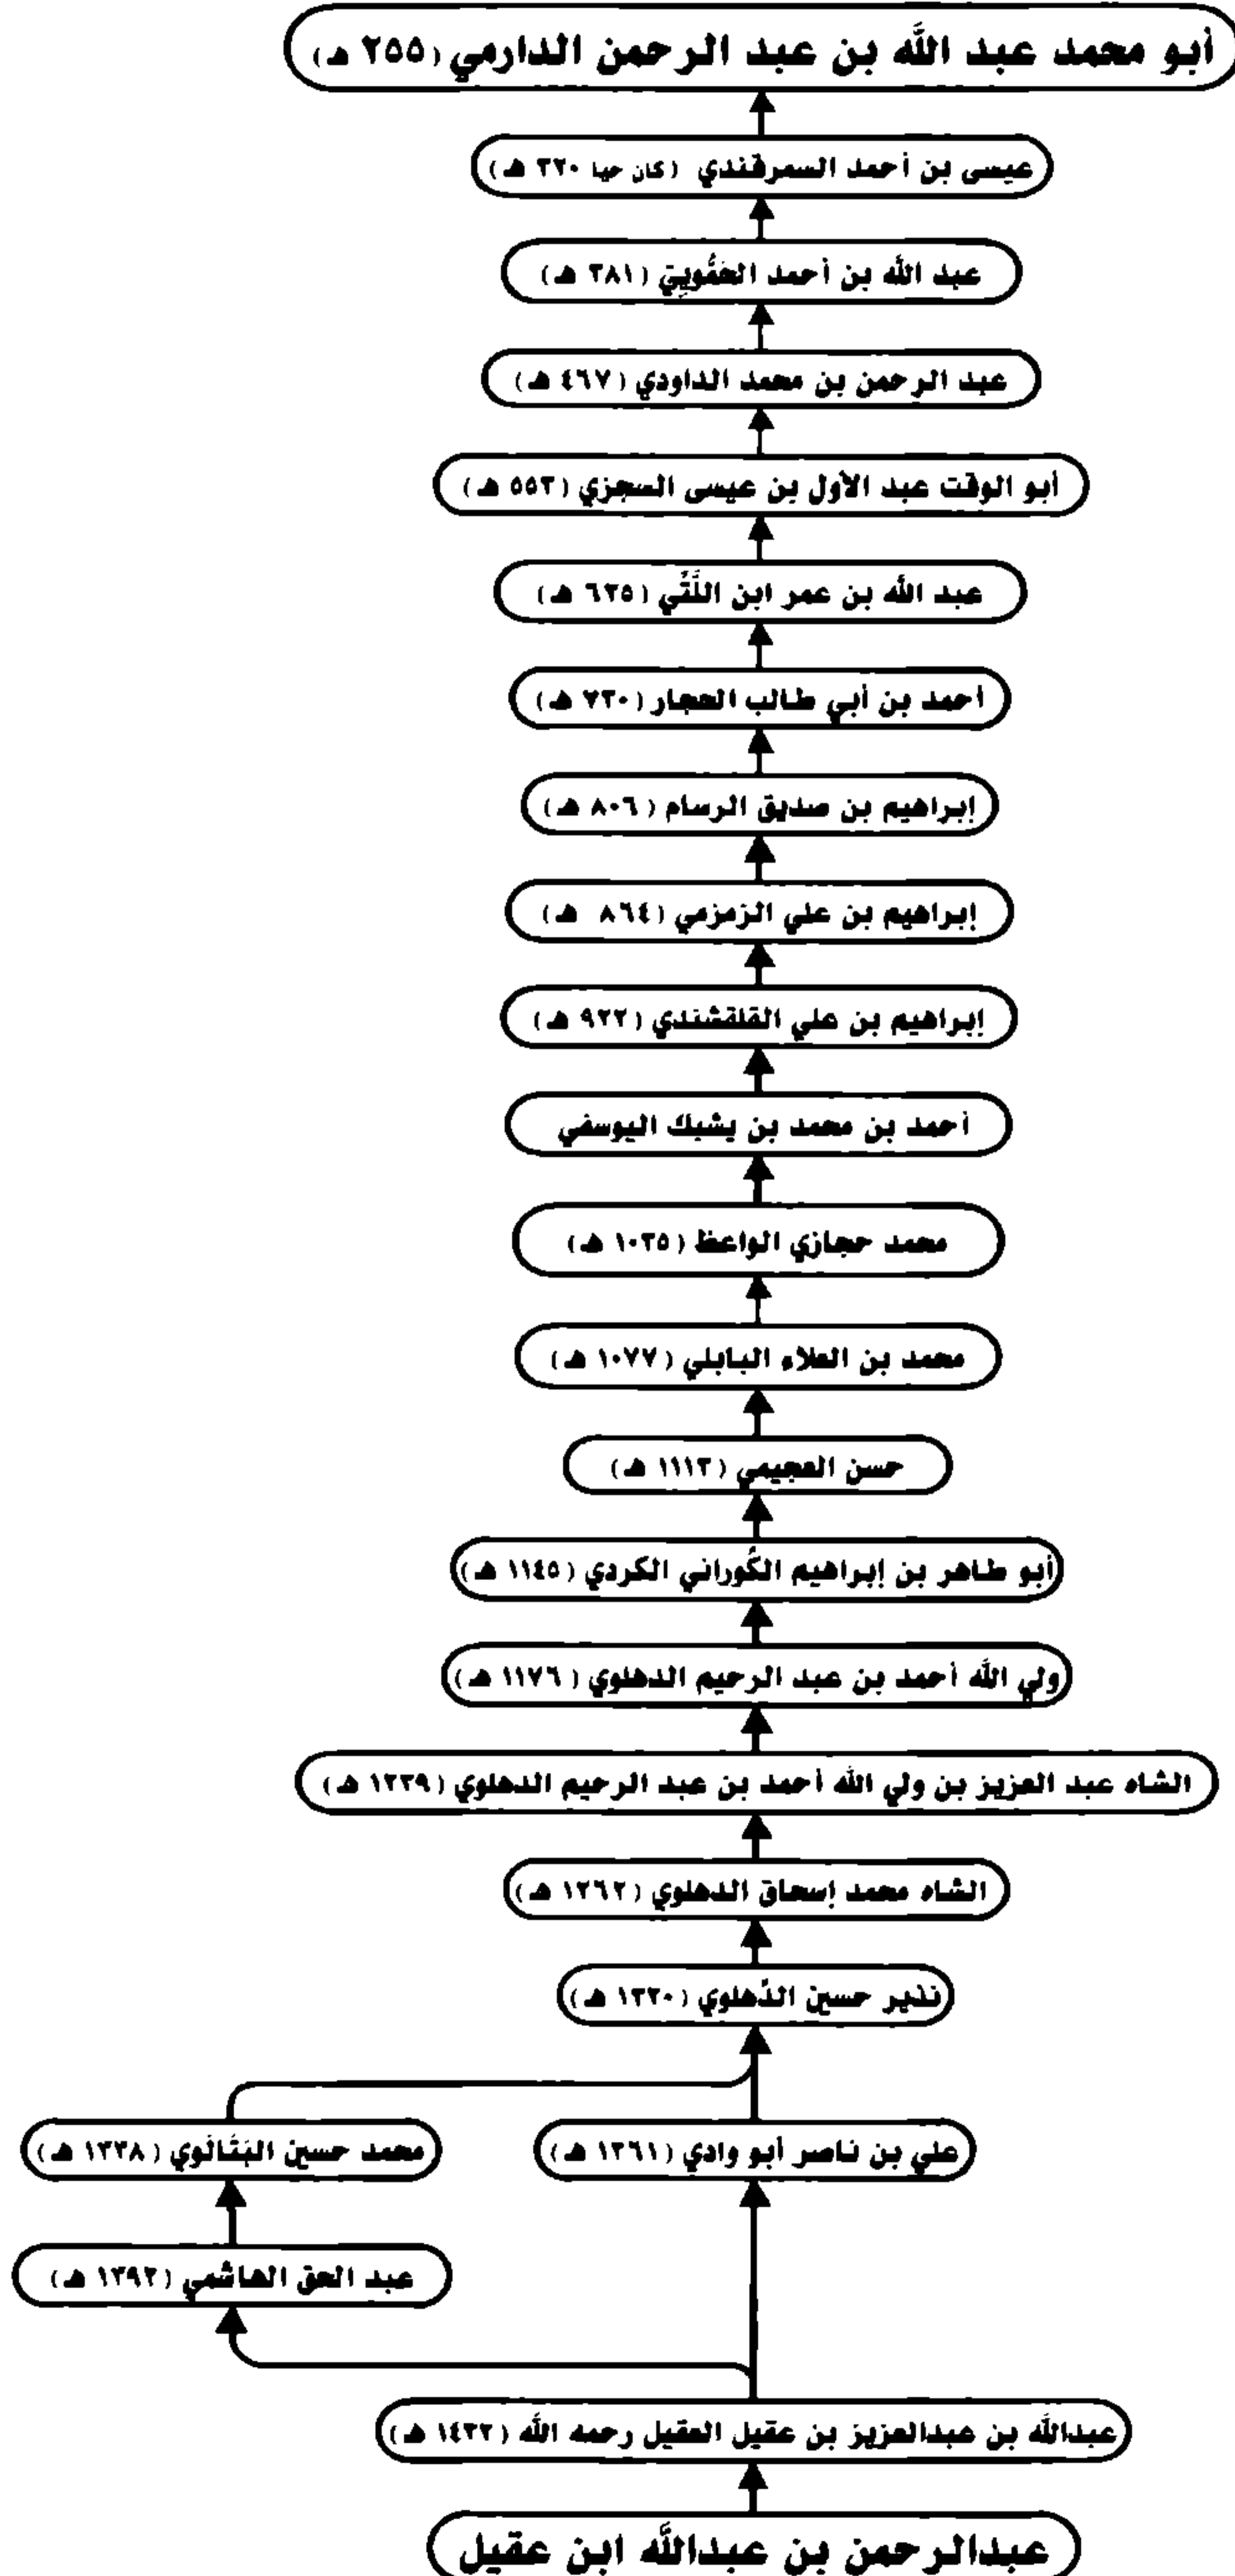 أبو محمد عبد الله بن عبد الرحمن الدارمي (٢٥٥ هـ)
عيسى بن أحمد السمرقندي (كان حيا ٣٢٠ هـ)
عبد الله بن أحمد الحَمُّوييّ (٣٨١ هـ)
عبد الرحمن بن محمد الداودي (٤٦٧ هـ)
أبو الوقت عبد الأول بن عيسى السجزي (٥٥٣ هـ)
عبد الله بن عمر ابن اللَّتِّي (٦٣٥ هـ)
أحمد بن أبي طالب الحجار (٧٣٠ هـ)
إبراهيم بن صديق الرسام (٨٠٦ هـ)
إبراهيم بن علي الزمزمي (٨٦٤ هـ)
إبراهيم بن علي القلقشندي (٩٢٢ هـ)
أحمد بن محمد بن يشبك اليوسفي
محمد حجازي الواعظ (١٠٣٥ هـ)
محمد بن العلاء البابلي (١٠٧٧ هـ)
حسن العجيمي (١١١٣ هـ)
أبو طاهر بن إبراهيم الكُوراني الكردي (١١٤٥ هـ)
ولي الله أحمد بن عبد الرحيم الدهلوي (١١٧٦ هـ)
الشاه عبد العزيز بن ولي الله أحمد بن عبد الرحيم الدهلوي (١٢٣٩ هـ)
الشاه محمد إسحاق الدهلوي (١٢٦٢ هـ)
نذير حسين الدِّهلوي (١٣٢٠ هـ)
علي بن ناصر أبو وادي (١٣٦١ هـ)
محمد حسين البَتَالَوي (١٣٣٨ هـ)
عبد الحق الهاشمي (١٣٩٢ هـ)
عبدالله بن عبدالعزيز بن عقيل العقيل رحمه الله (١٤٣٢ هـ)
عبدالرحمن بن عبدالله ابن عقيل